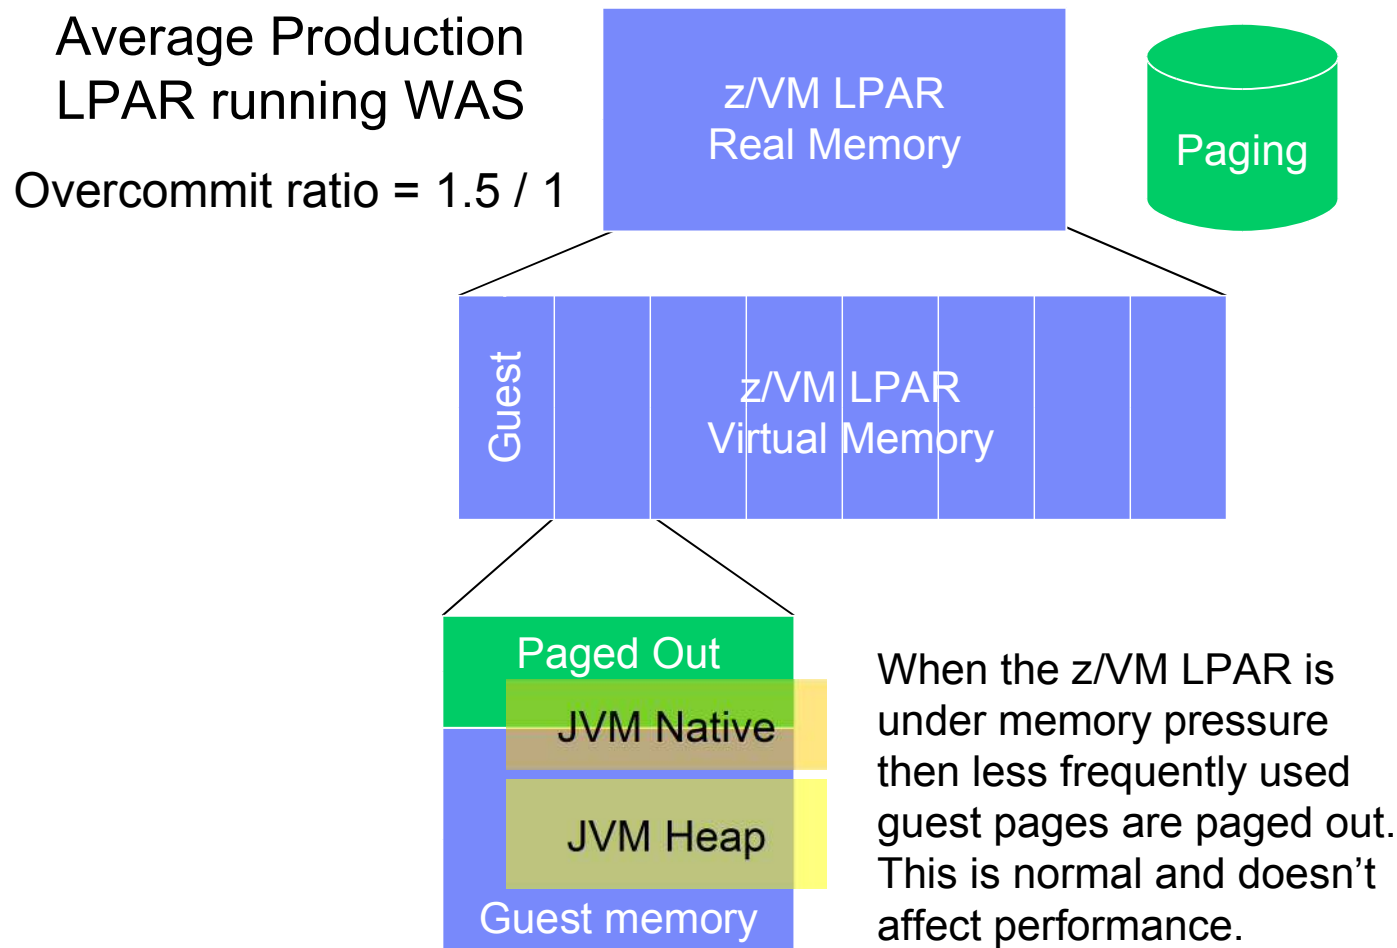 Average Production
LPAR running WAS
Overcommit ratio = 1.5 / 1
z/VM LPAR
Real Memory
Paging
Guest
z/VM LPAR
Virtual Memory
Paged Out
JVM Native
JVM Heap
Guest memory
When the z/VM LPAR is
under memory pressure
then less frequently used
guest pages are paged out.
This is normal and doesn’t
affect performance.